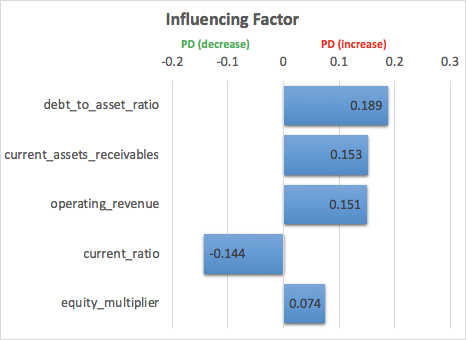 Influencing Factor
PD (decrease) PD (increase)
-0.2 -0.1 0 0.1 0.2 0.3
debt_to_asset_ratio 0.189
current_assets_receivables 0.153
operating_revenue 0.151
current_ratio -0.144
equity_multiplier 0.074